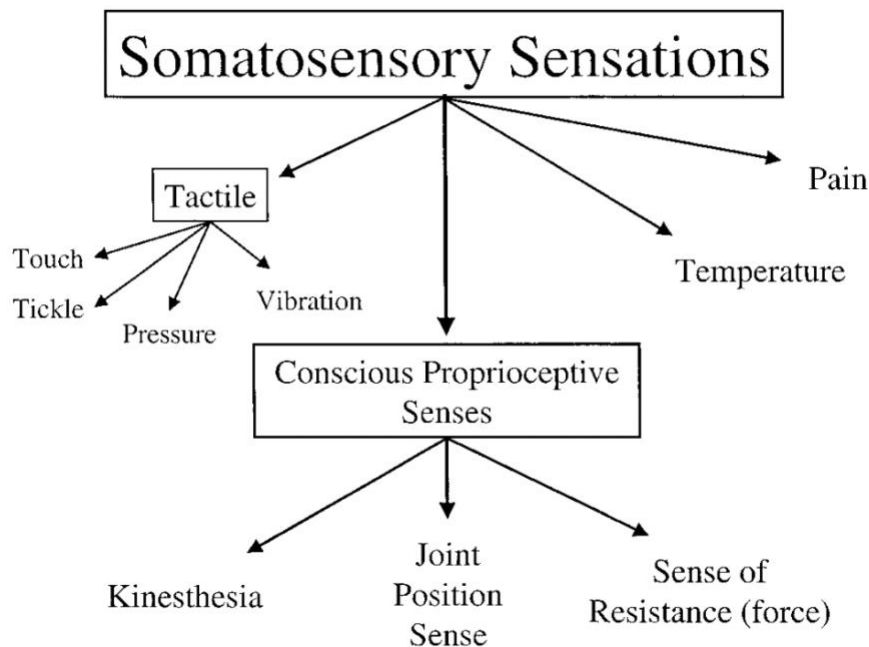 Somatosensory Sensations
Pain
Tactile
Temperature
Touch
Tickle
Pressure
Vibration
Conscious Proprioceptive
Senses
Kinesthesia
Joint
Position
Sense
Sense of
Resistance (force)